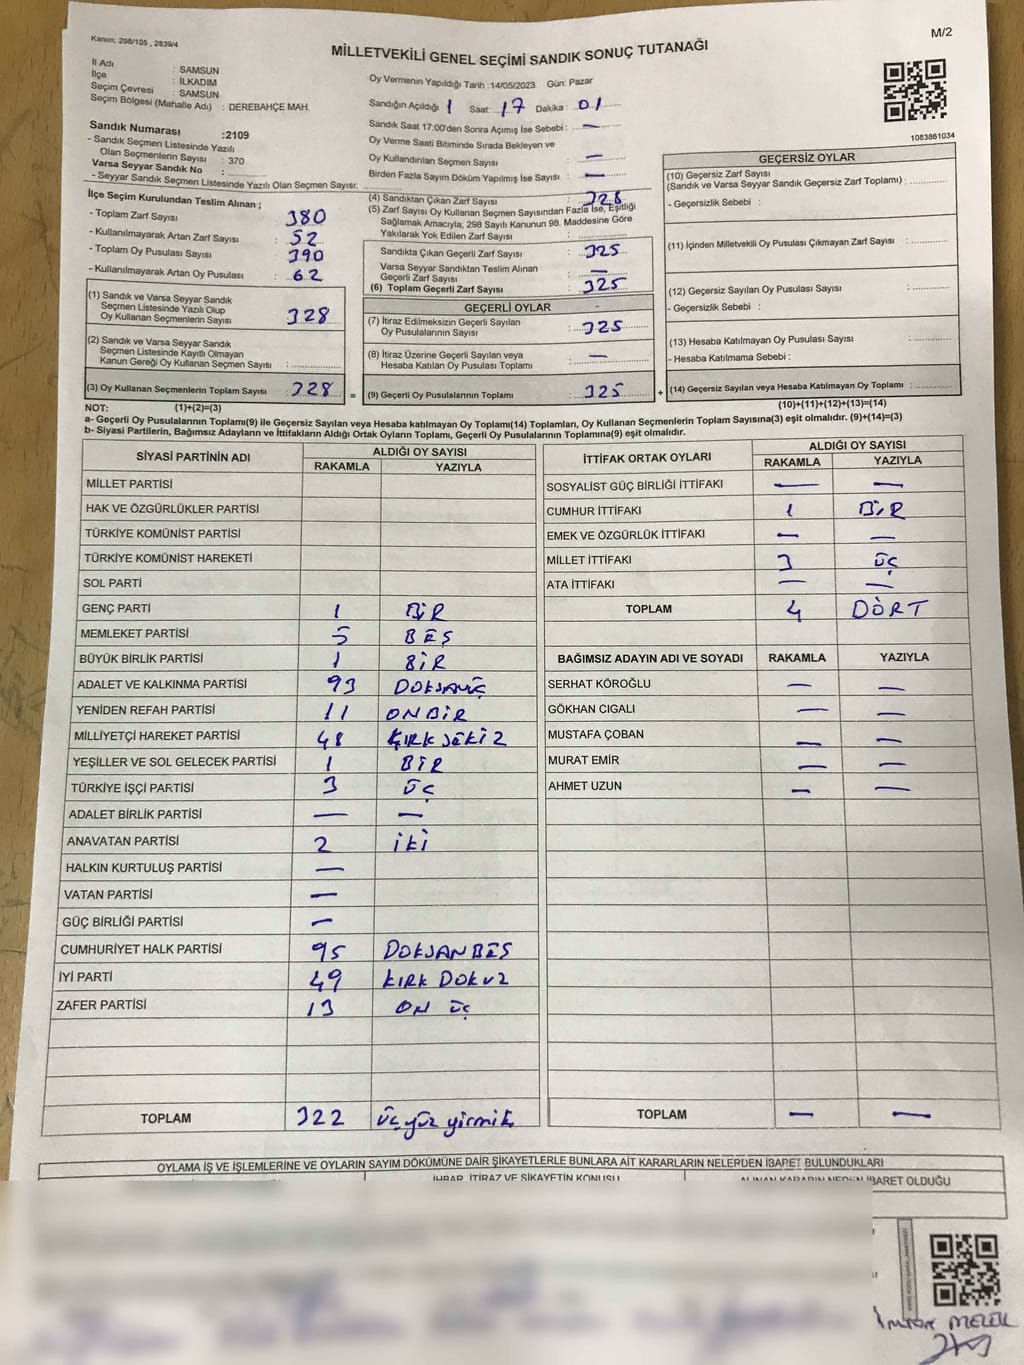 Kanun; 298/105 , 2839/4
M/2
MİLLETVEKİLİ GENEL SEÇİMİ SANDIK SONUÇ TUTANAĞI
İl Adı : SAMSUN
İlçe : İLKADIM
Seçim Çevresi : SAMSUN
Seçim Bölgesi (Mahalle Adı) : DEREBAHÇE MAH.
Sandık Numarası :2109
- Sandık Seçmen Listesinde Yazılı
Olan Seçmenlerin Sayısı : 370
Varsa Seyyar Sandık No :
- Seyyar Sandık Seçmen Listesinde Yazılı Olan Seçmen Sayısı:
İlçe Seçim Kurulundan Teslim Alınan ;
- Toplam Zarf Sayısı : 380
- Kullanılmayarak Artan Zarf Sayısı : 52
- Toplam Oy Pusulası Sayısı : 390
- Kullanılmayarak Artan Oy Pusulası : 62
(1) Sandık ve Varsa Seyyar Sandık
Seçmen Listesinde Yazılı Olup
Oy Kullanan Seçmenlerin Sayısı : 328
(2) Sandık ve Varsa Seyyar Sandık
Seçmen Listesinde Kayıtlı Olmayan
Kanun Gereği Oy Kullanan Seçmen Sayısı :
(3) Oy Kullanan Seçmenlerin Toplam Sayısı : 328
Oy Vermenin Yapıldığı Tarih :14/05/2023 Gün: Pazar
Sandığın Açıldığı 1 Saat : 17 Dakika : 01
Sandık Saat 17:00'den Sonra Açımış İse Sebebi : —
Oy Verme Saati Bitiminde Sırada Bekleyen ve
Oy Kullandırılan Seçmen Sayısı : —
Birden Fazla Sayım Döküm Yapılmış İse Sayısı : —
(4) Sandıktan Çıkan Zarf Sayısı : 328
(5) Zarf Sayısı Oy Kullanan Seçmen Sayısından Fazla İse, Eşitliği
Sağlamak Amacıyla, 298 Sayılı Kanunun 98. Maddesine Göre
Yakılarak Yok Edilen Zarf Sayısı :
Sandıkta Çıkan Geçerli Zarf Sayısı : 325
Varsa Seyyar Sandıktan Teslim Alınan
Geçerli Zarf Sayısı : —
(6) Toplam Geçerli Zarf Sayısı : 325
GEÇERLİ OYLAR
(7) İtiraz Edilmeksizin Geçerli Sayılan
Oy Pusulalarının Sayısı : 325
(8) İtiraz Üzerine Geçerli Sayılan veya
Hesaba Katılan Oy Pusulası Toplamı : —
= (9) Geçerli Oy Pusulalarının Toplamı : 325 +
1083861034
GEÇERSİZ OYLAR
(10) Geçersiz Zarf Sayısı
(Sandık ve Varsa Seyyar Sandık Geçersiz Zarf Toplamı) :
- Geçersizlik Sebebi :
(11) İçinden Milletvekili Oy Pusulası Çıkmayan Zarf Sayısı :
(12) Geçersiz Sayılan Oy Pusulası Sayısı :
- Geçersizlik Sebebi :
(13) Hesaba Katılmayan Oy Pusulası Sayısı :
- Hesaba Katılmama Sebebi :
(14) Geçersiz Sayılan veya Hesaba Katılmayan Oy Toplamı :
NOT: (1)+(2)=(3)
(10)+(11)+(12)+(13)=(14)
a- Geçerli Oy Pusulalarının Toplamı(9) ile Geçersiz Sayılan veya Hesaba katılmayan Oy Toplam(14) Toplamları, Oy Kullanan Seçmenlerin Toplam Sayısına(3) eşit olmalıdır. (9)+(14)=(3)
b- Siyasi Partilerin, Bağımsız Adayların ve İttifakların Aldığı Ortak Oyların Toplamı, Geçerli Oy Pusulalarının Toplamına(9) eşit olmalıdır.
SİYASİ PARTİNİN ADI ALDIĞI OY SAYISI
RAKAMLA YAZIYLA
MİLLET PARTİSİ
HAK VE ÖZGÜRLÜKLER PARTİSİ
TÜRKİYE KOMÜNİST PARTİSİ
TÜRKİYE KOMÜNİST HAREKETİ
SOL PARTİ
GENÇ PARTİ 1 BİR
MEMLEKET PARTİSİ 5 BEŞ
BÜYÜK BİRLİK PARTİSİ 1 BİR
ADALET VE KALKINMA PARTİSİ 93 DOKSANÜÇ
YENİDEN REFAH PARTİSİ 11 ONBİR
MİLLİYETÇİ HAREKET PARTİSİ 48 KIRK SEKİZ
YEŞİLLER VE SOL GELECEK PARTİSİ 1 BİR
TÜRKİYE İŞÇİ PARTİSİ 3 ÜÇ
ADALET BİRLİK PARTİSİ — —
ANAVATAN PARTİSİ 2 İKİ
HALKIN KURTULUŞ PARTİSİ —
VATAN PARTİSİ —
GÜÇ BİRLİĞİ PARTİSİ —
CUMHURİYET HALK PARTİSİ 95 DOKSANBEŞ
İYİ PARTİ 49 KIRK DOKUZ
ZAFER PARTİSİ 13 ON ÜÇ
TOPLAM 322 üçyüz yirmiik
İTTİFAK ORTAK OYLARI ALDIĞI OY SAYISI
RAKAMLA YAZIYLA
SOSYALİST GÜÇ BİRLİĞİ İTTİFAKI — —
CUMHUR İTTİFAKI 1 BİR
EMEK VE ÖZGÜRLÜK İTTİFAKI — —
MİLLET İTTİFAKI 3 ÜÇ
ATA İTTİFAKI — —
TOPLAM 4 DÖRT
BAĞIMSIZ ADAYIN ADI VE SOYADI RAKAMLA YAZIYLA
SERHAT KÖROĞLU — —
GÖKHAN CIGALI — —
MUSTAFA ÇOBAN — —
MURAT EMİR — —
AHMET UZUN — —
TOPLAM — —
OYLAMA İŞ VE İŞLEMLERİNE VE OYLARIN SAYIM DÖKÜMÜNE DAİR ŞİKAYETLERLE BUNLARA AİT KARARLARIN NELERDEN İBARET BULUNDUKLARI
İHBAR, İTİRAZ VE ŞİKAYETİN KONUSU ALINAN KARARIN NEDEN İBARET OLDUĞU
MELEK